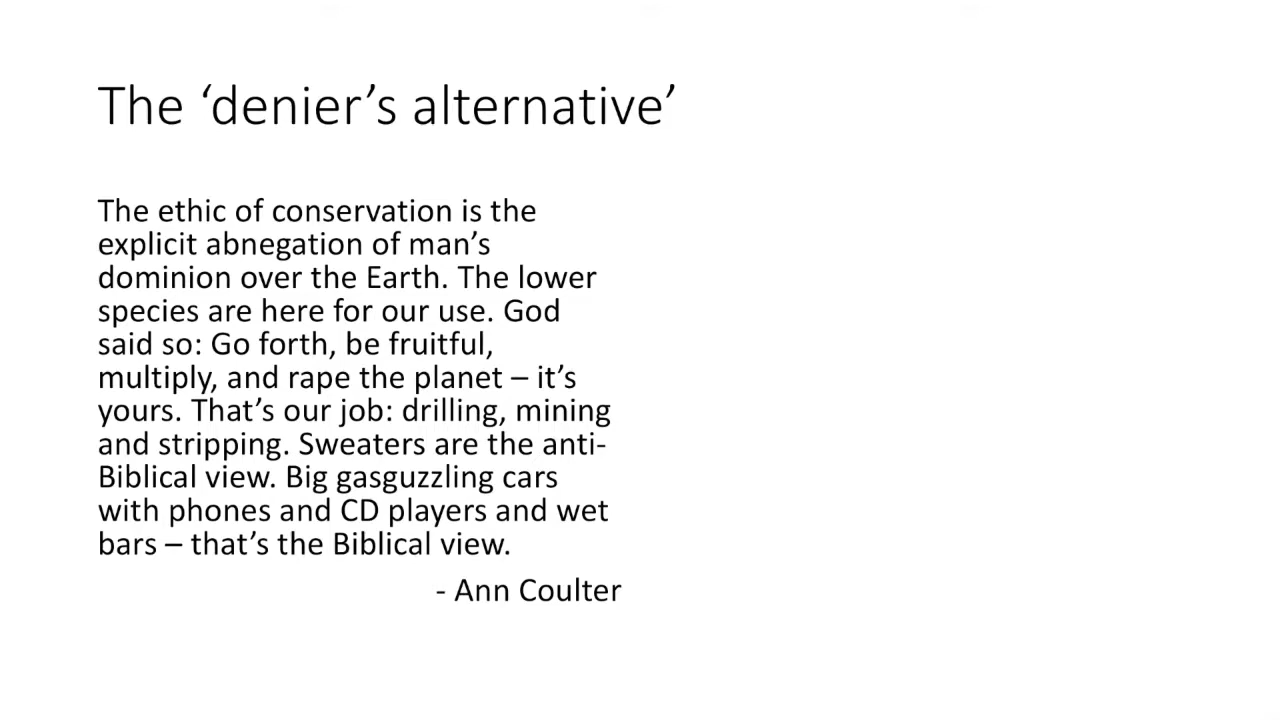 The ‘denier’s alternative’
The ethic of conservation is the
explicit abnegation of man’s
dominion over the Earth. The lower
species are here for our use. God
said so: Go forth, be fruitful,
multiply, and rape the planet – it’s
yours. That’s our job: drilling, mining
and stripping. Sweaters are the anti-
Biblical view. Big gasguzzling cars
with phones and CD players and wet
bars – that’s the Biblical view.
- Ann Coulter